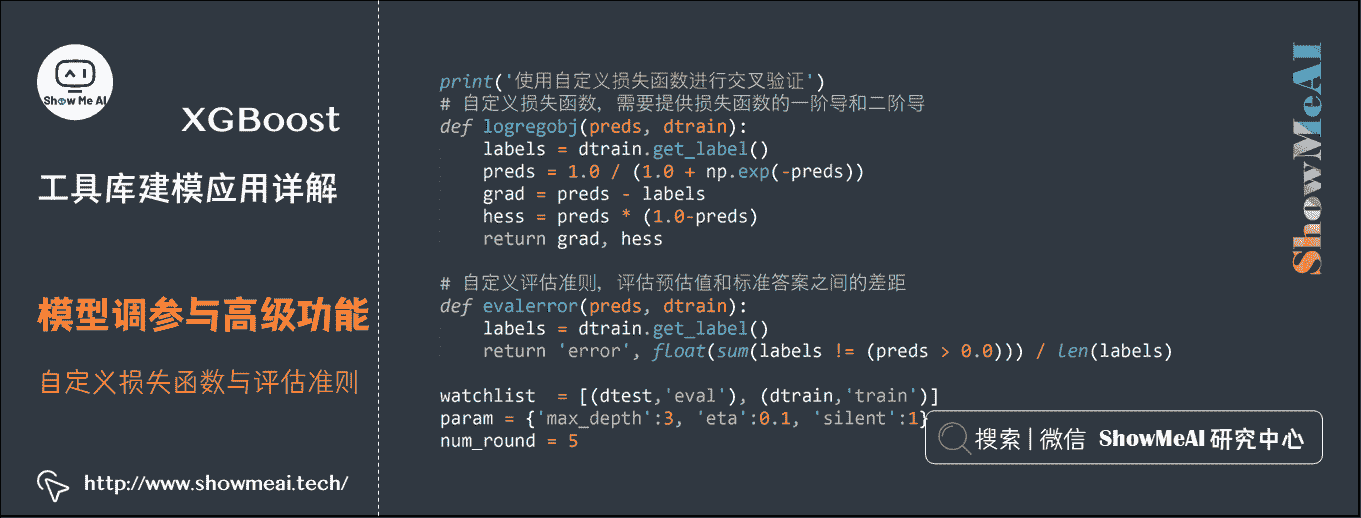 Show Me AI
XGBoost
工具库建模应用详解
模型调参与高级功能
自定义损失函数与评估准则
http://www.showmeai.tech/
print('使用自定义损失函数进行交叉验证')
# 自定义损失函数，需要提供损失函数的一阶导和二阶导
def logregobj(preds, dtrain):
    labels = dtrain.get_label()
    preds = 1.0 / (1.0 + np.exp(-preds))
    grad = preds - labels
    hess = preds * (1.0-preds)
    return grad, hess
# 自定义评估准则，评估预估值和标准答案之间的差距
def evalerror(preds, dtrain):
    labels = dtrain.get_label()
    return 'error', float(sum(labels != (preds > 0.0))) / len(labels)
watchlist  = [(dtest,'eval'), (dtrain,'train')]
param = {'max_depth':3, 'eta':0.1, 'silent':1}
num_round = 5
搜索 | 微信 ShowMeAI 研究中心
ShowMeAI